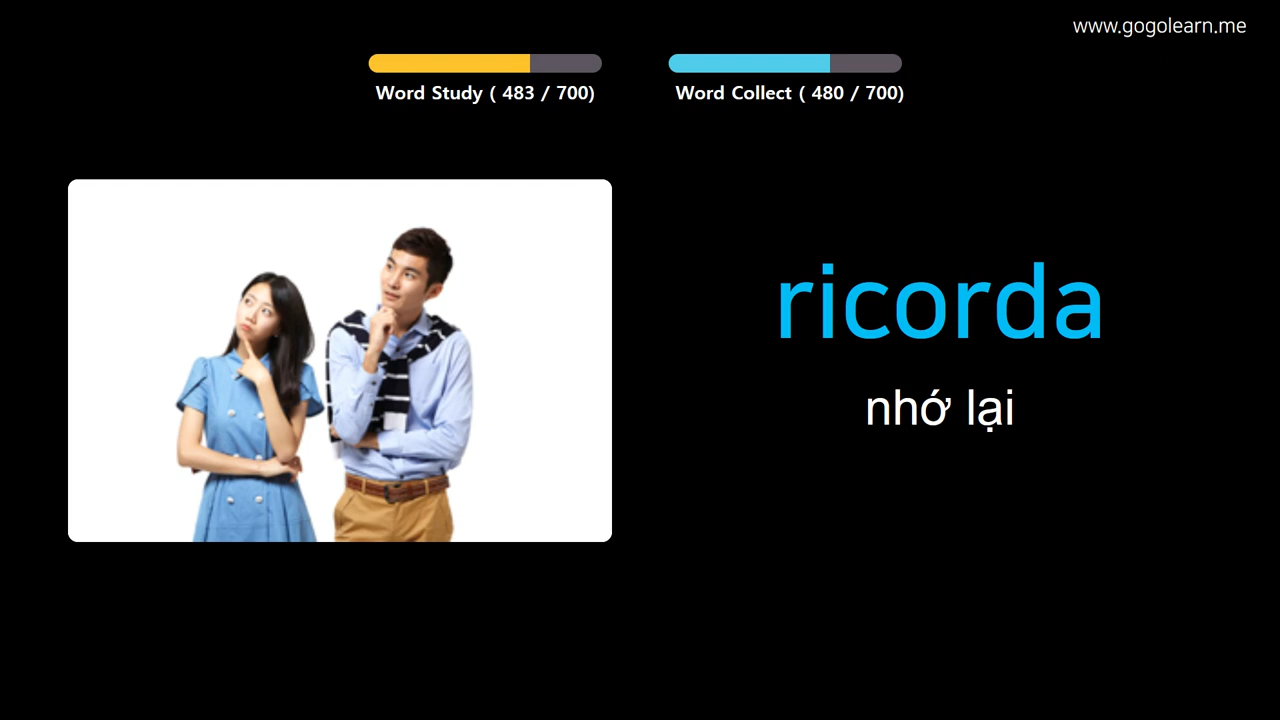 www.gogolearn.me
Word Study ( 483 / 700)
Word Collect ( 480 / 700)
ricorda
nhớ lại